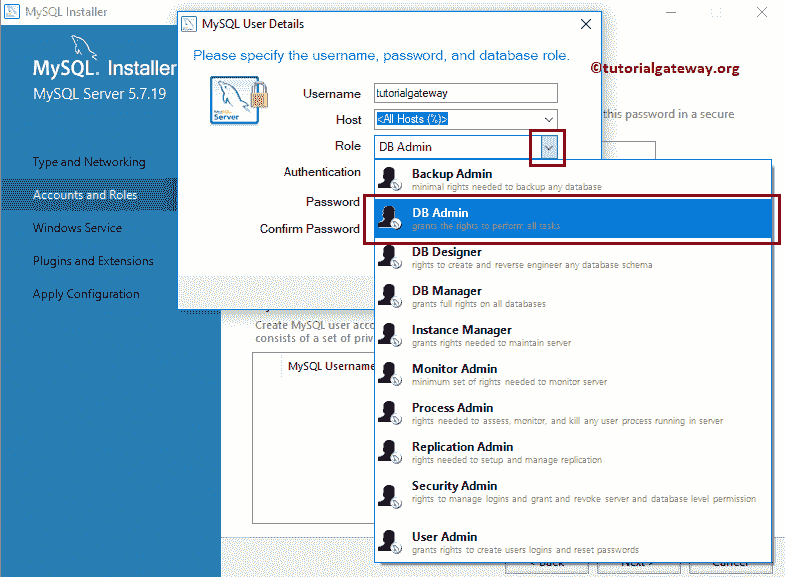 MySQL Installer
MySQL User Details
Please specify the username, password, and database role.
©tutorialgateway.org
MySQL. Installer
MySQL Server 5.7.19
Server
Username
tutorialgateway
Host
<All Hosts (%)>
this password in a secure
Role
DB Admin
Authentication
Password
Confirm Password
Type and Networking
Accounts and Roles
Windows Service
Plugins and Extensions
Apply Configuration
Backup Admin
minimal rights needed to backup any database
DB Admin
grants the rights to perform all tasks
DB Designer
rights to create and reverse engineer any database schema
DB Manager
grants full rights on all databases
Instance Manager
grants rights needed to maintain server
Monitor Admin
minimum set of rights needed to monitor server
Process Admin
rights needed to assess, monitor, and kill any user process running in server
Replication Admin
rights needed to setup and manage replication
Security Admin
rights to manage logins and grant and revoke server and database level permission
User Admin
grants rights to create users logins and reset passwords
Create MySQL user acco
consists of a set of priv
MySQL Username
< Back
Next >
Cancel